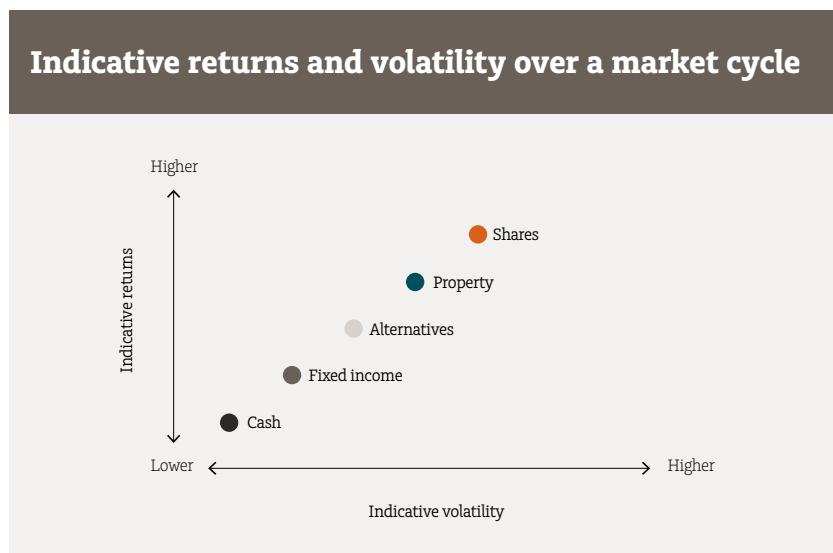 Indicative returns and volatility over a market cycle
Higher
Indicative returns
Shares
Property
Alternatives
Fixed income
Cash
Lower
Higher
Indicative volatility